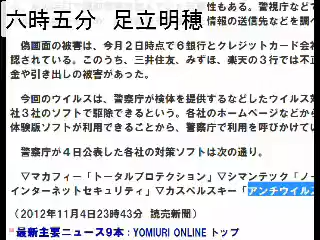 六時五分 足立明穂
性もある。警視庁などで
情報の送信先などを調べ
偽画面の被害は、今月2日時点で6銀行とクレジットカード会社
認されている。このうち、三井住友、みずほ、楽天の3行では不正
金や引き出しの被害があった。
今回のウイルスは、警察庁が検体を提供するなどしたウイルス対
社3社のソフトで駆除できるという。各社のホームページなどから
体験版ソフトが利用できることから、警察庁で利用を呼びかけてい
警察庁が4日公表した各社の対策ソフトは次の通り。
▽マカフィー「トータルプロテクション」▽シマンテック「ノー
インターネットセキュリティ」▽カスペルスキー「アンチウイルス
(2012年11月4日23時43分 読売新聞)
最新主要ニュース9本:YOMIURI ONLINE トップ